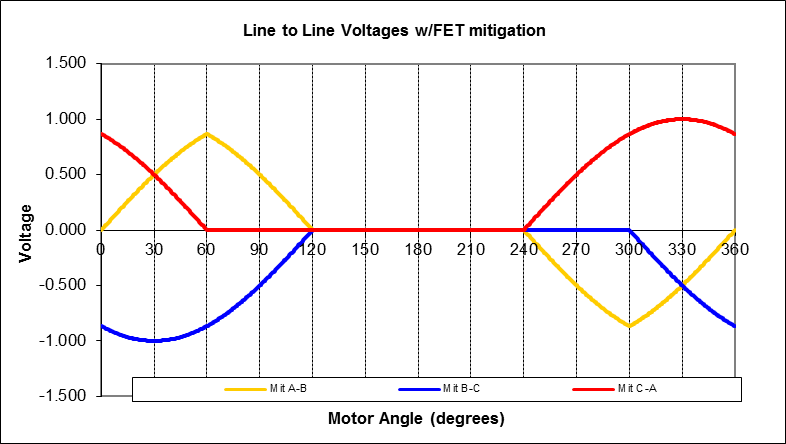 Line to Line Voltages w/FET mitigation
1.500
1.000
0.500
0.000
-0.500
-1.000
-1.500
Voltage
0 30 60 90 120 150 180 210 240 270 300 330 360
Mit A-B Mit B-C Mit C-A
Motor Angle (degrees)